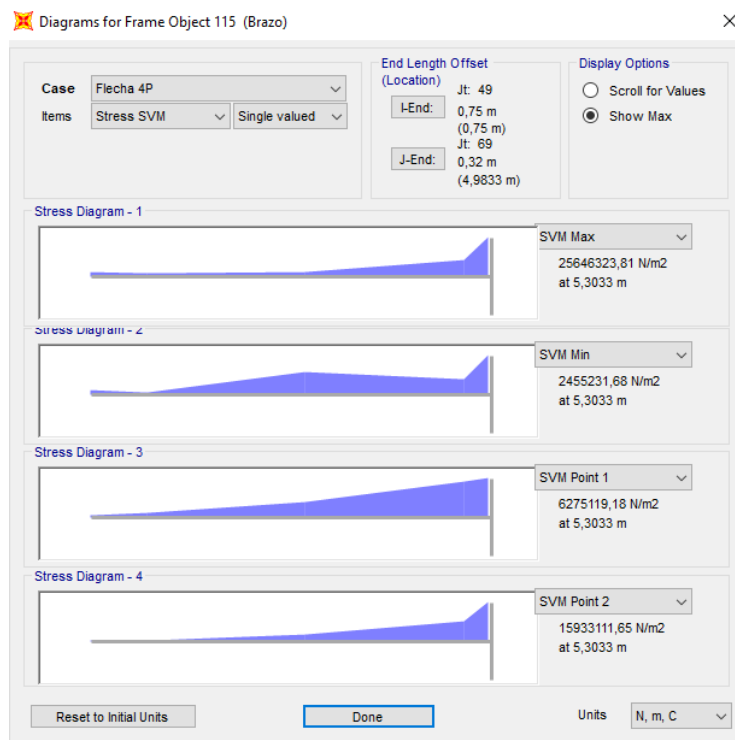 Diagrams for Frame Object 115 (Brazo)
Case Flecha 4P
Items Stress SVM Single valued
End Length Offset
(Location)
I-End:
Jt: 49
0,75 m
(0,75 m)
J-End:
Jt: 69
0,32 m
(4,9833 m)
Display Options
Scroll for Values
Show Max
Stress Diagram - 1
SVM Max
25646323,81 N/m2
at 5,3033 m
Stress Diagram - 2
SVM Min
2455231,68 N/m2
at 5,3033 m
Stress Diagram - 3
SVM Point 1
6275119,18 N/m2
at 5,3033 m
Stress Diagram - 4
SVM Point 2
15933111,65 N/m2
at 5,3033 m
Reset to Initial Units
Done
Units N, m, C